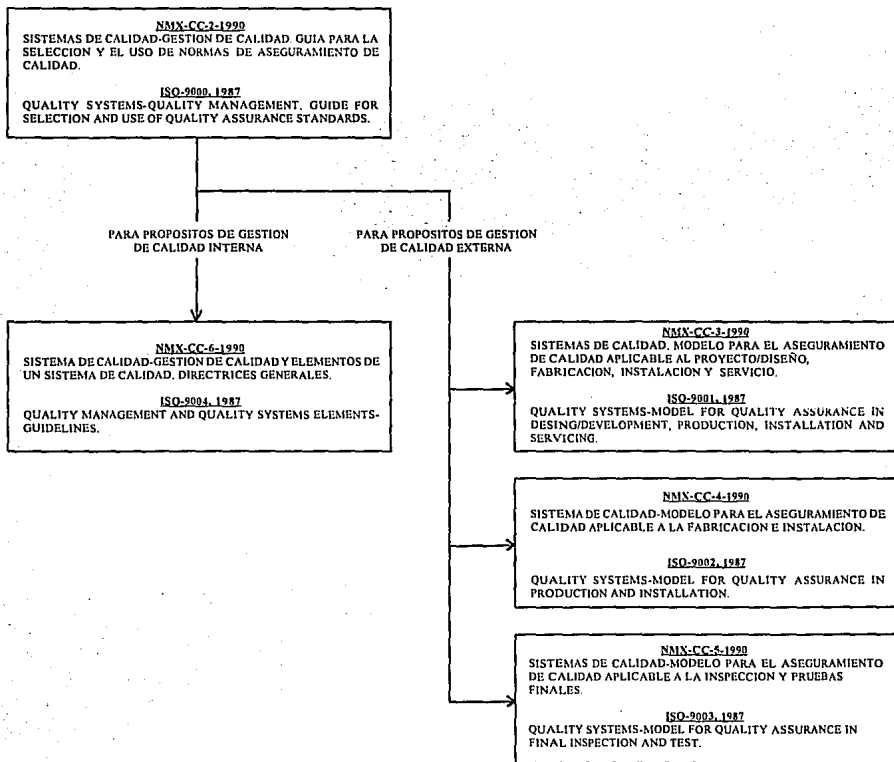 NMX-CC-2-1990
SISTEMAS DE CALIDAD-GESTION DE CALIDAD. GUIA PARA LA
SELECCION Y EL USO DE NORMAS DE ASEGURAMIENTO DE
CALIDAD.
ISO-9000, 1987
QUALITY SYSTEMS-QUALITY MANAGEMENT. GUIDE FOR
SELECTION AND USE OF QUALITY ASSURANCE STANDARDS.
PARA PROPOSITOS DE GESTION
DE CALIDAD INTERNA
PARA PROPOSITOS DE GESTION
DE CALIDAD EXTERNA
NMX-CC-6-1990
SISTEMA DE CALIDAD-GESTION DE CALIDAD Y ELEMENTOS DE
UN SISTEMA DE CALIDAD. DIRECTRICES GENERALES.
ISO-9004, 1987
QUALITY MANAGEMENT AND QUALITY SYSTEMS ELEMENTS-
GUIDELINES.
NMX-CC-3-1990
SISTEMAS DE CALIDAD. MODELO PARA EL ASEGURAMIENTO
DE CALIDAD APLICABLE AL PROYECTO/DISEÑO,
FABRICACION, INSTALACION Y SERVICIO.
ISO-9001, 1987
QUALITY SYSTEMS-MODEL FOR QUALITY ASSURANCE IN
DESING/DEVELOPMENT, PRODUCTION, INSTALLATION AND
SERVICING.
NMX-CC-4-1990
SISTEMA DE CALIDAD-MODELO PARA EL ASEGURAMIENTO DE
CALIDAD APLICABLE A LA FABRICACION E INSTALACION.
ISO-9002, 1987
QUALITY SYSTEMS-MODEL FOR QUALITY ASSURANCE IN
PRODUCTION AND INSTALLATION.
NMX-CC-5-1990
SISTEMAS DE CALIDAD-MODELO PARA EL ASEGURAMIENTO
DE CALIDAD APLICABLE A LA INSPECCION Y PRUEBAS
FINALES.
ISO-9003, 1987
QUALITY SYSTEMS-MODEL FOR QUALITY ASSURANCE IN
FINAL INSPECTION AND TEST.